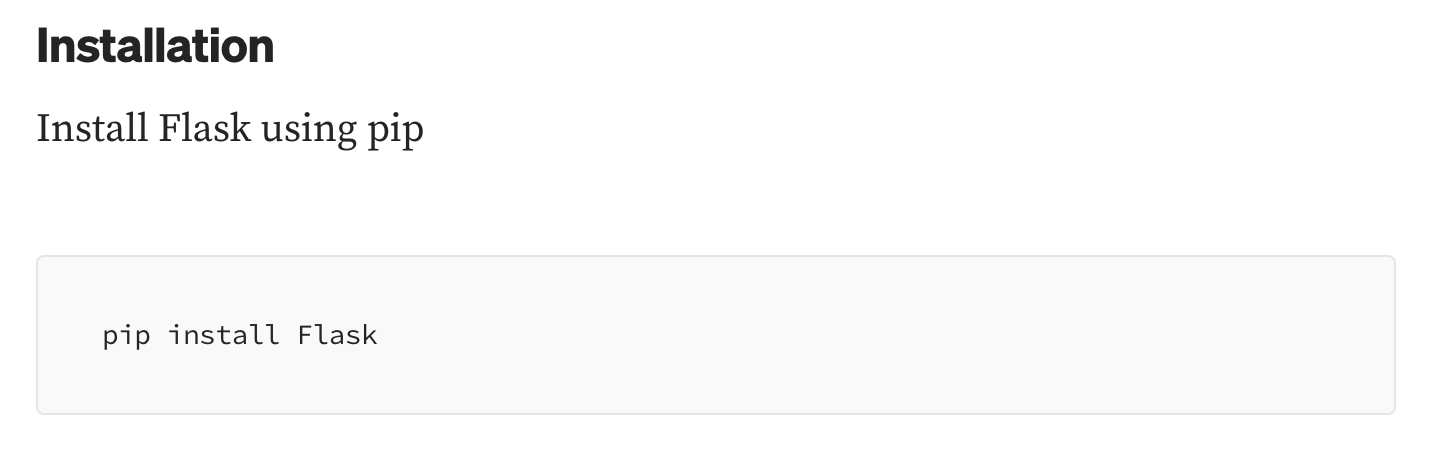 Installation
Install Flask using pip
pip install Flask